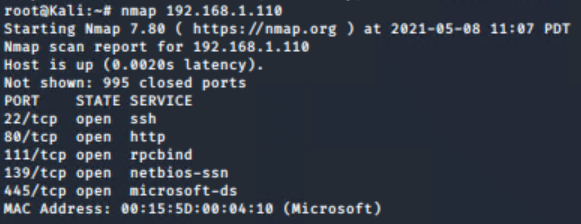 root@Kali:~# nmap 192.168.1.110
Starting Nmap 7.80 ( https://nmap.org ) at 2021-05-08 11:07 PDT
Nmap scan report for 192.168.1.110
Host is up (0.0020s latency).
Not shown: 995 closed ports
PORT    STATE SERVICE
22/tcp  open  ssh
80/tcp  open  http
111/tcp open  rpcbind
139/tcp open  netbios-ssn
445/tcp open  microsoft-ds
MAC Address: 00:15:5D:00:04:10 (Microsoft)